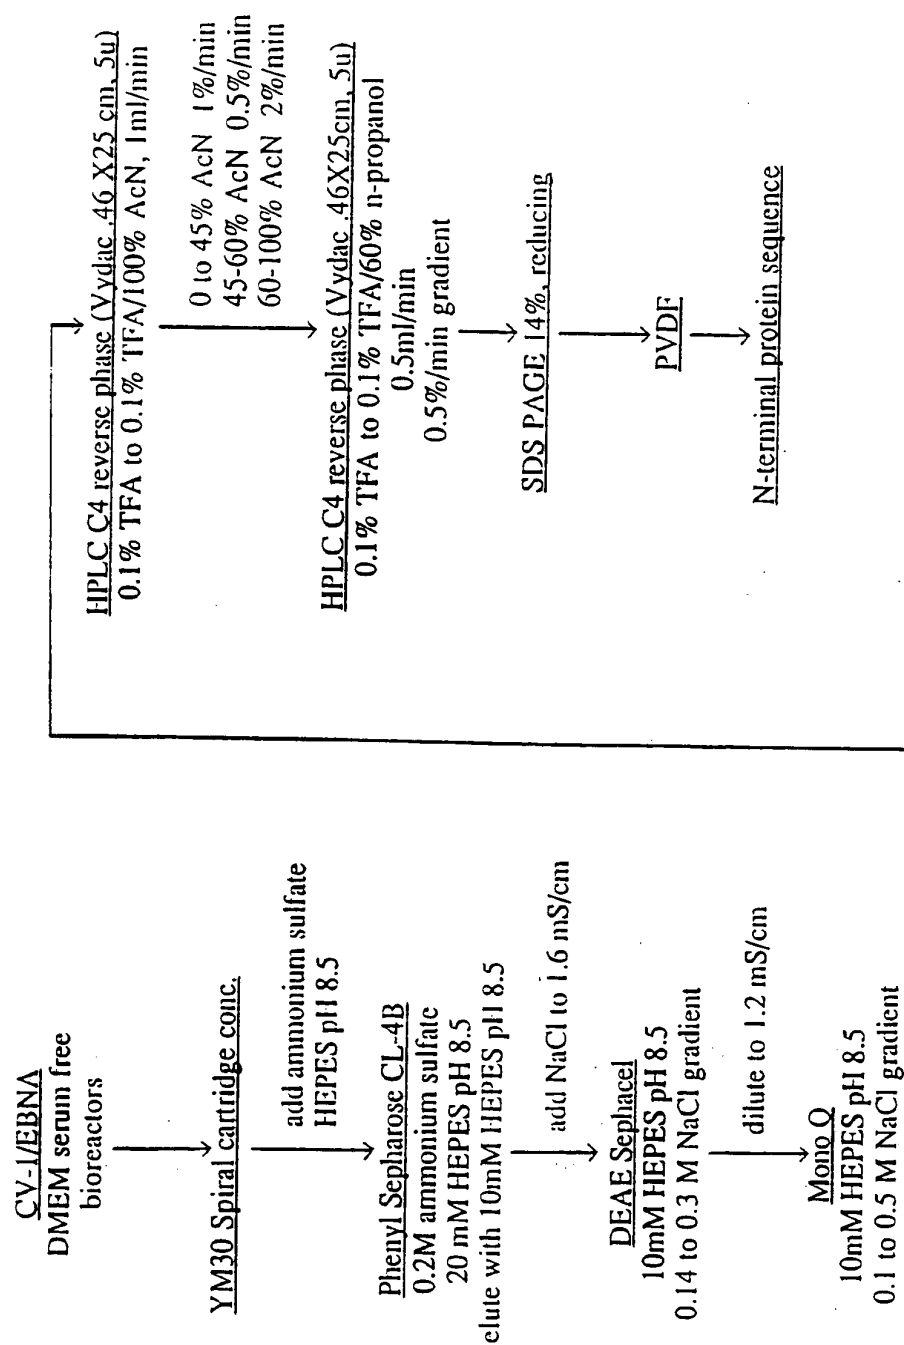 CV-1/EBNA
DMEM serum free
bioreactors
YM30 Spiral cartridge conc.
add ammonium sulfate
HEPES pH 8.5
Phenyl Sepharose CL-4B
0.2M ammonium sulfate
20 mM HEPES pH 8.5
elute with 10mM HEPES pH 8.5
add NaCl to 1.6 mS/cm
DEAE Sephacel
10mM HEPES pH 8.5
0.14 to 0.3 M NaCl gradient
dilute to 1.2 mS/cm
Mono Q
10mM HEPES pH 8.5
0.1 to 0.5 M NaCl gradient
HPLC C4 reverse phase (Vydac .46 X25 cm, 5u)
0.1% TFA to 0.1% TFA/100% AcN, 1ml/min
0 to 45% AcN 1%/min
45-60% AcN 0.5%/min
60-100% AcN 2%/min
HPLC C4 reverse phase (Vydac .46X25cm, 5u)
0.1% TFA to 0.1% TFA/60% n-propanol
0.5ml/min
0.5%/min gradient
SDS PAGE 14%, reducing
PVDF
N-terminal protein sequence